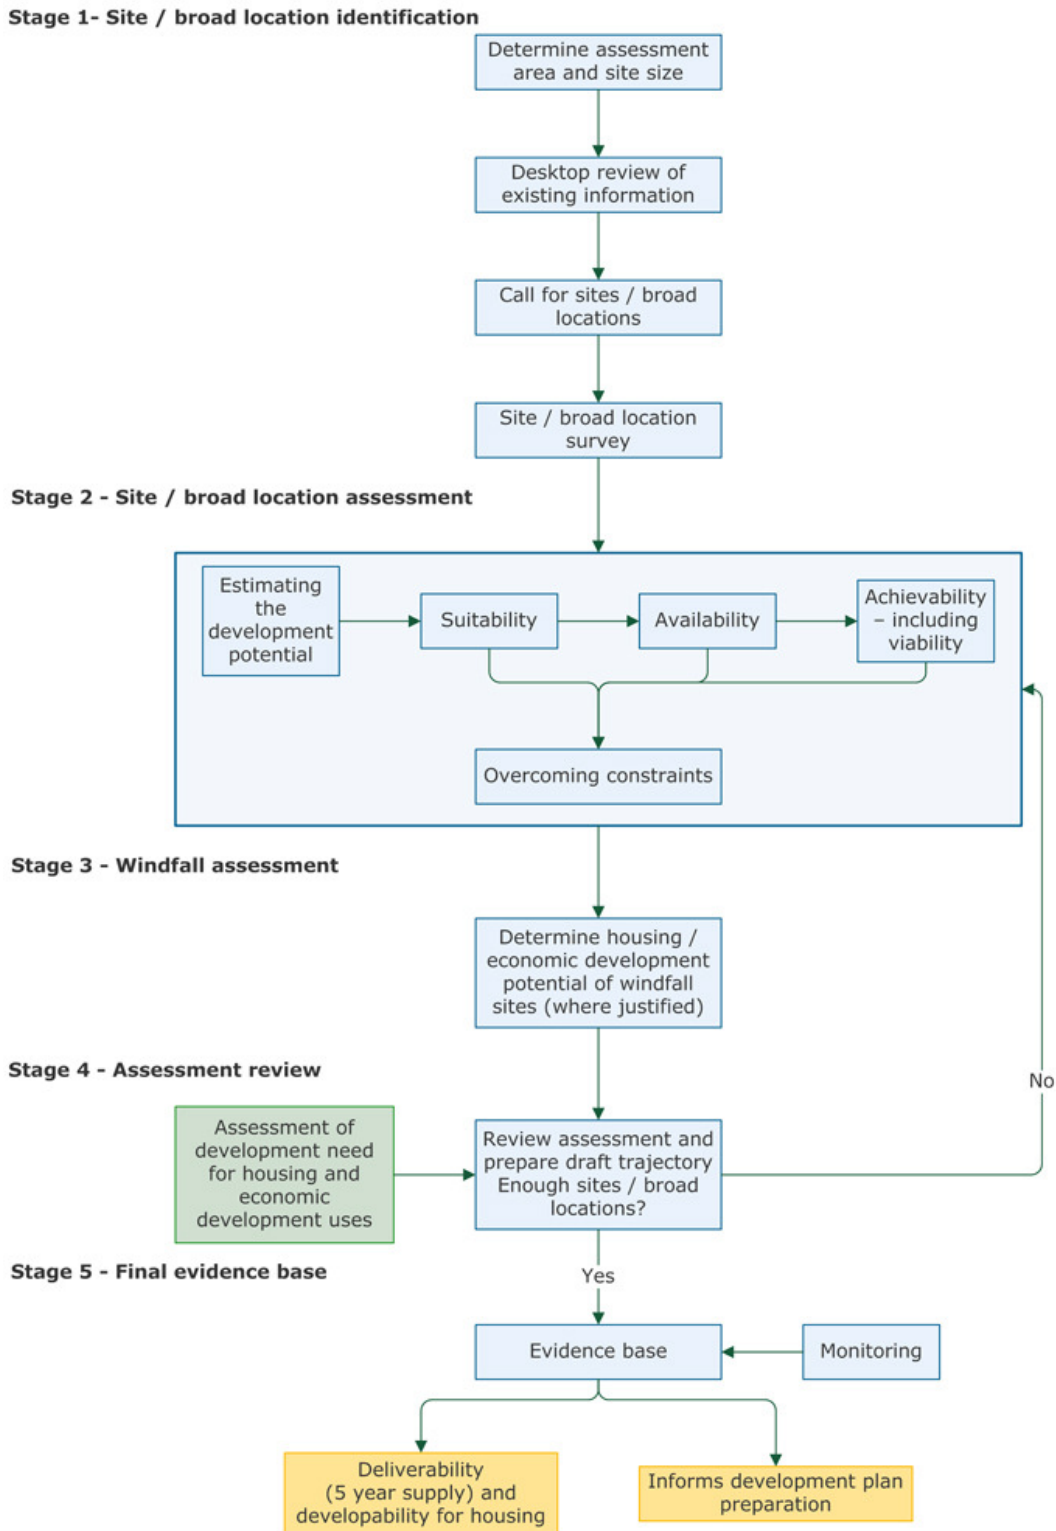 Stage 1- Site / broad location identification
Determine assessment
area and site size
Desktop review of
existing information
Call for sites / broad
locations
Site / broad location
survey
Stage 2 - Site / broad location assessment
Estimating
the
development
potential
Suitability
Availability
Achievability
– including
viability
Overcoming constraints
Stage 3 - Windfall assessment
Determine housing /
economic development
potential of windfall
sites (where justified)
Stage 4 - Assessment review
No
Assessment of
development need
for housing and
economic
development uses
Review assessment and
prepare draft trajectory
Enough sites / broad
locations?
Stage 5 - Final evidence base
Yes
Evidence base
Monitoring
Deliverability
(5 year supply) and
developability for housing
Informs development plan
preparation